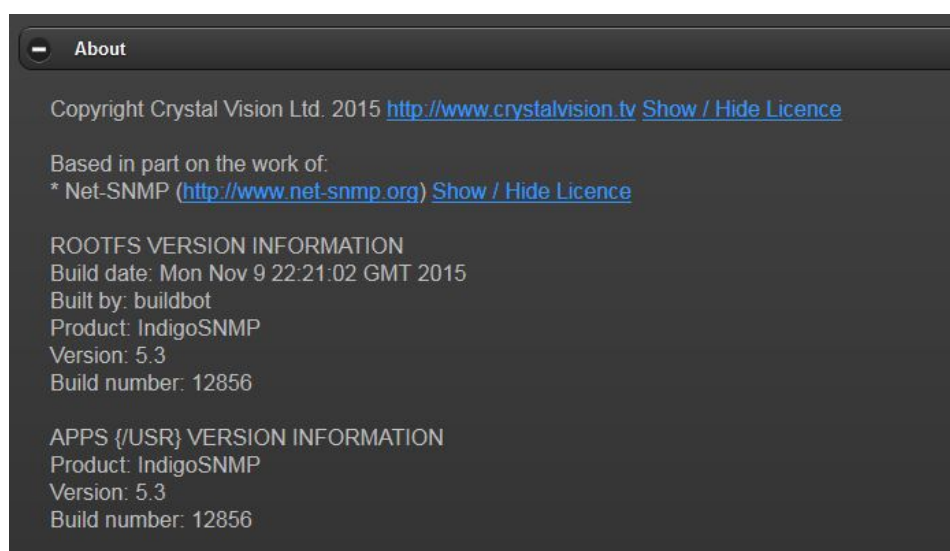 About
Copyright Crystal Vision Ltd. 2015 http://www.crystalvision.tv Show / Hide Licence
Based in part on the work of:
* Net-SNMP (http://www.net-snmp.org) Show / Hide Licence
ROOTFS VERSION INFORMATION
Build date: Mon Nov 9 22:21:02 GMT 2015
Built by: buildbot
Product: IndigoSNMP
Version: 5.3
Build number: 12856
APPS {/USR} VERSION INFORMATION
Product: IndigoSNMP
Version: 5.3
Build number: 12856